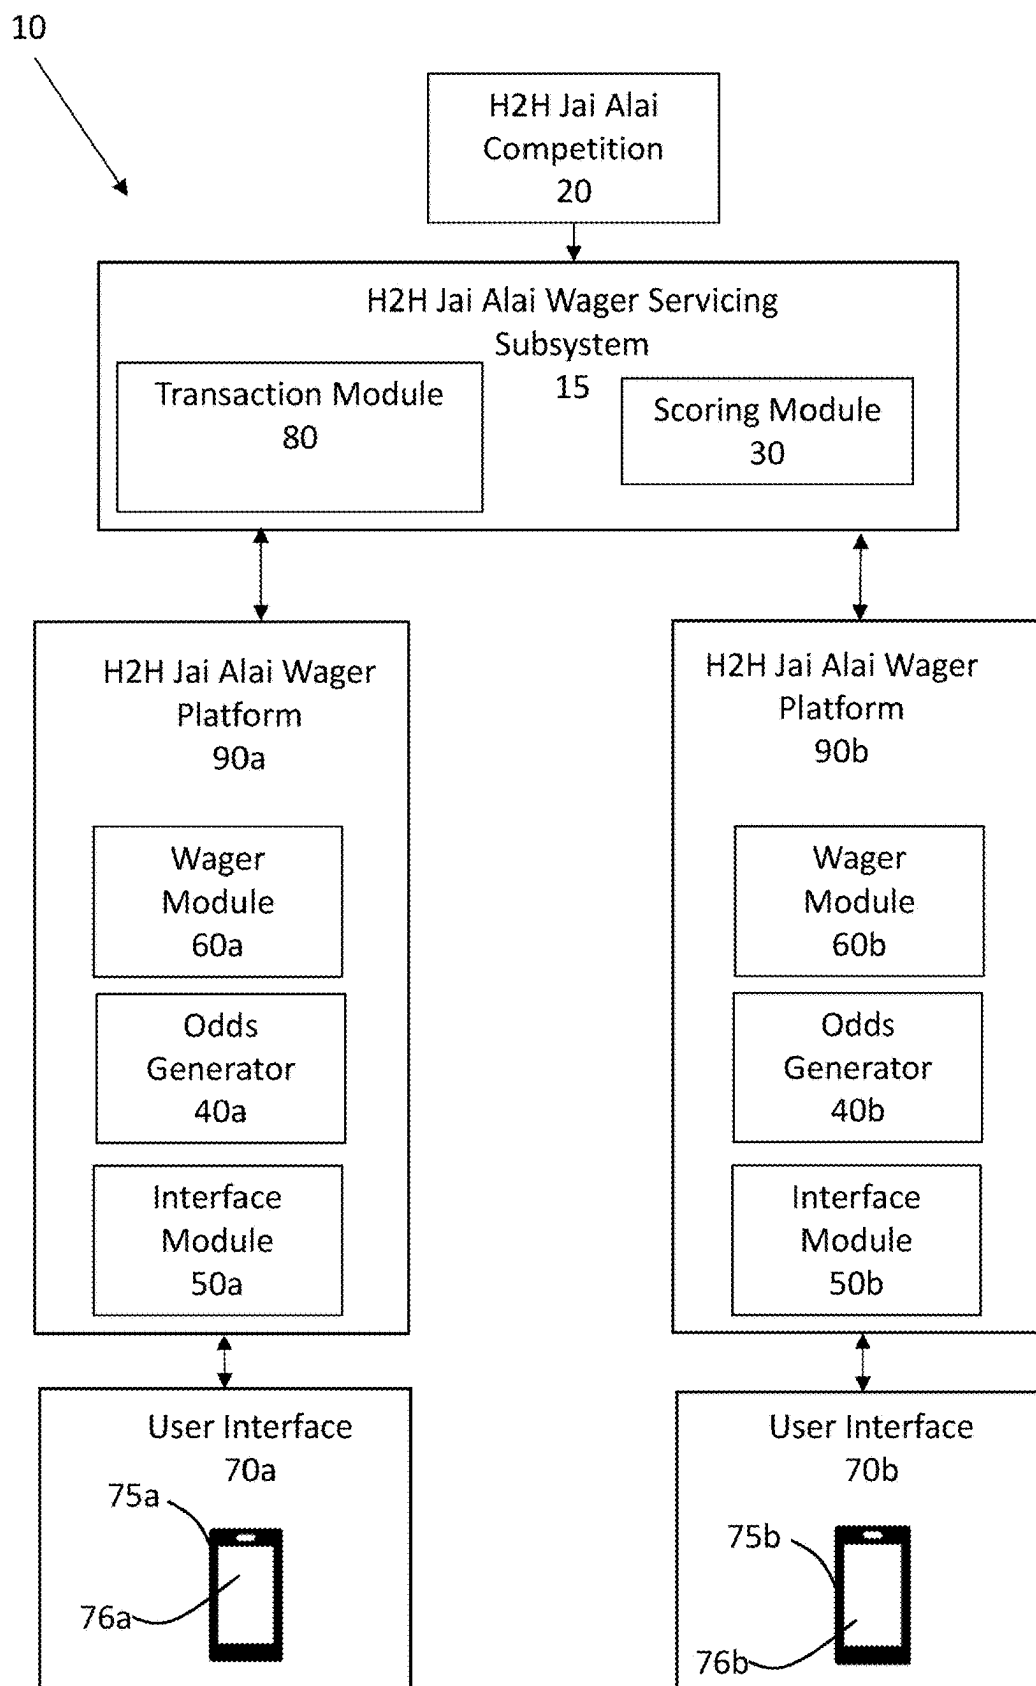 10
H2H Jai Alai
Competition
20
H2H Jai Alai Wager Servicing
Subsystem
15
Transaction Module
80
Scoring Module
30
H2H Jai Alai Wager
Platform
90a
Wager
Module
60a
Odds
Generator
40a
Interface
Module
50a
H2H Jai Alai Wager
Platform
90b
Wager
Module
60b
Odds
Generator
40b
Interface
Module
50b
User Interface
70a
75a
76a
User Interface
70b
75b
76b